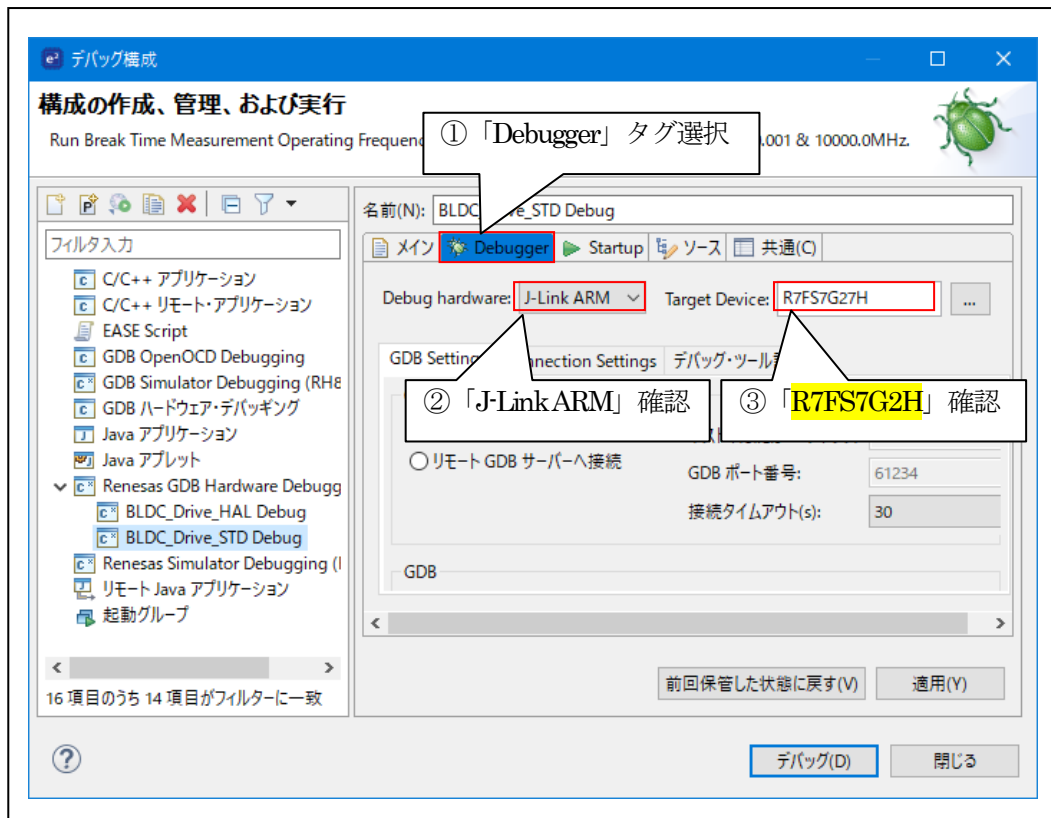 デバッグ構成
構成の作成、管理、および実行
Run Break Time Measurement Operating Frequenc
.001 & 10000.0MHz.
①「Debugger」タグ選択
フィルタ入力
C/C++ アプリケーション
C/C++ リモート・アプリケーション
EASE Script
GDB OpenOCD Debugging
GDB Simulator Debugging (RH8
GDB ハードウェア・デバッギング
Java アプリケーション
Java アプレット
Renesas GDB Hardware Debugg
BLDC_Drive_HAL Debug
BLDC_Drive_STD Debug
Renesas Simulator Debugging (
リモート Java アプリケーション
起動グループ
16 項目のうち 14 項目がフィルターに一致
名前(N): BLDC_ ve_STD Debug
メイン Debugger Startup ソース 共通(C)
Debug hardware: J-Link ARM Target Device: R7FS7G27H ...
GDB Setting nnection Settings デバッグ・ツール
②「J-Link ARM」確認
③「R7FS7G2H」確認
リモート GDB サーバーへ接続
GDB ポート番号: 61234
接続タイムアウト(s): 30
GDB
前回保管した状態に戻す(V) 適用(Y)
デバッグ(D) 閉じる